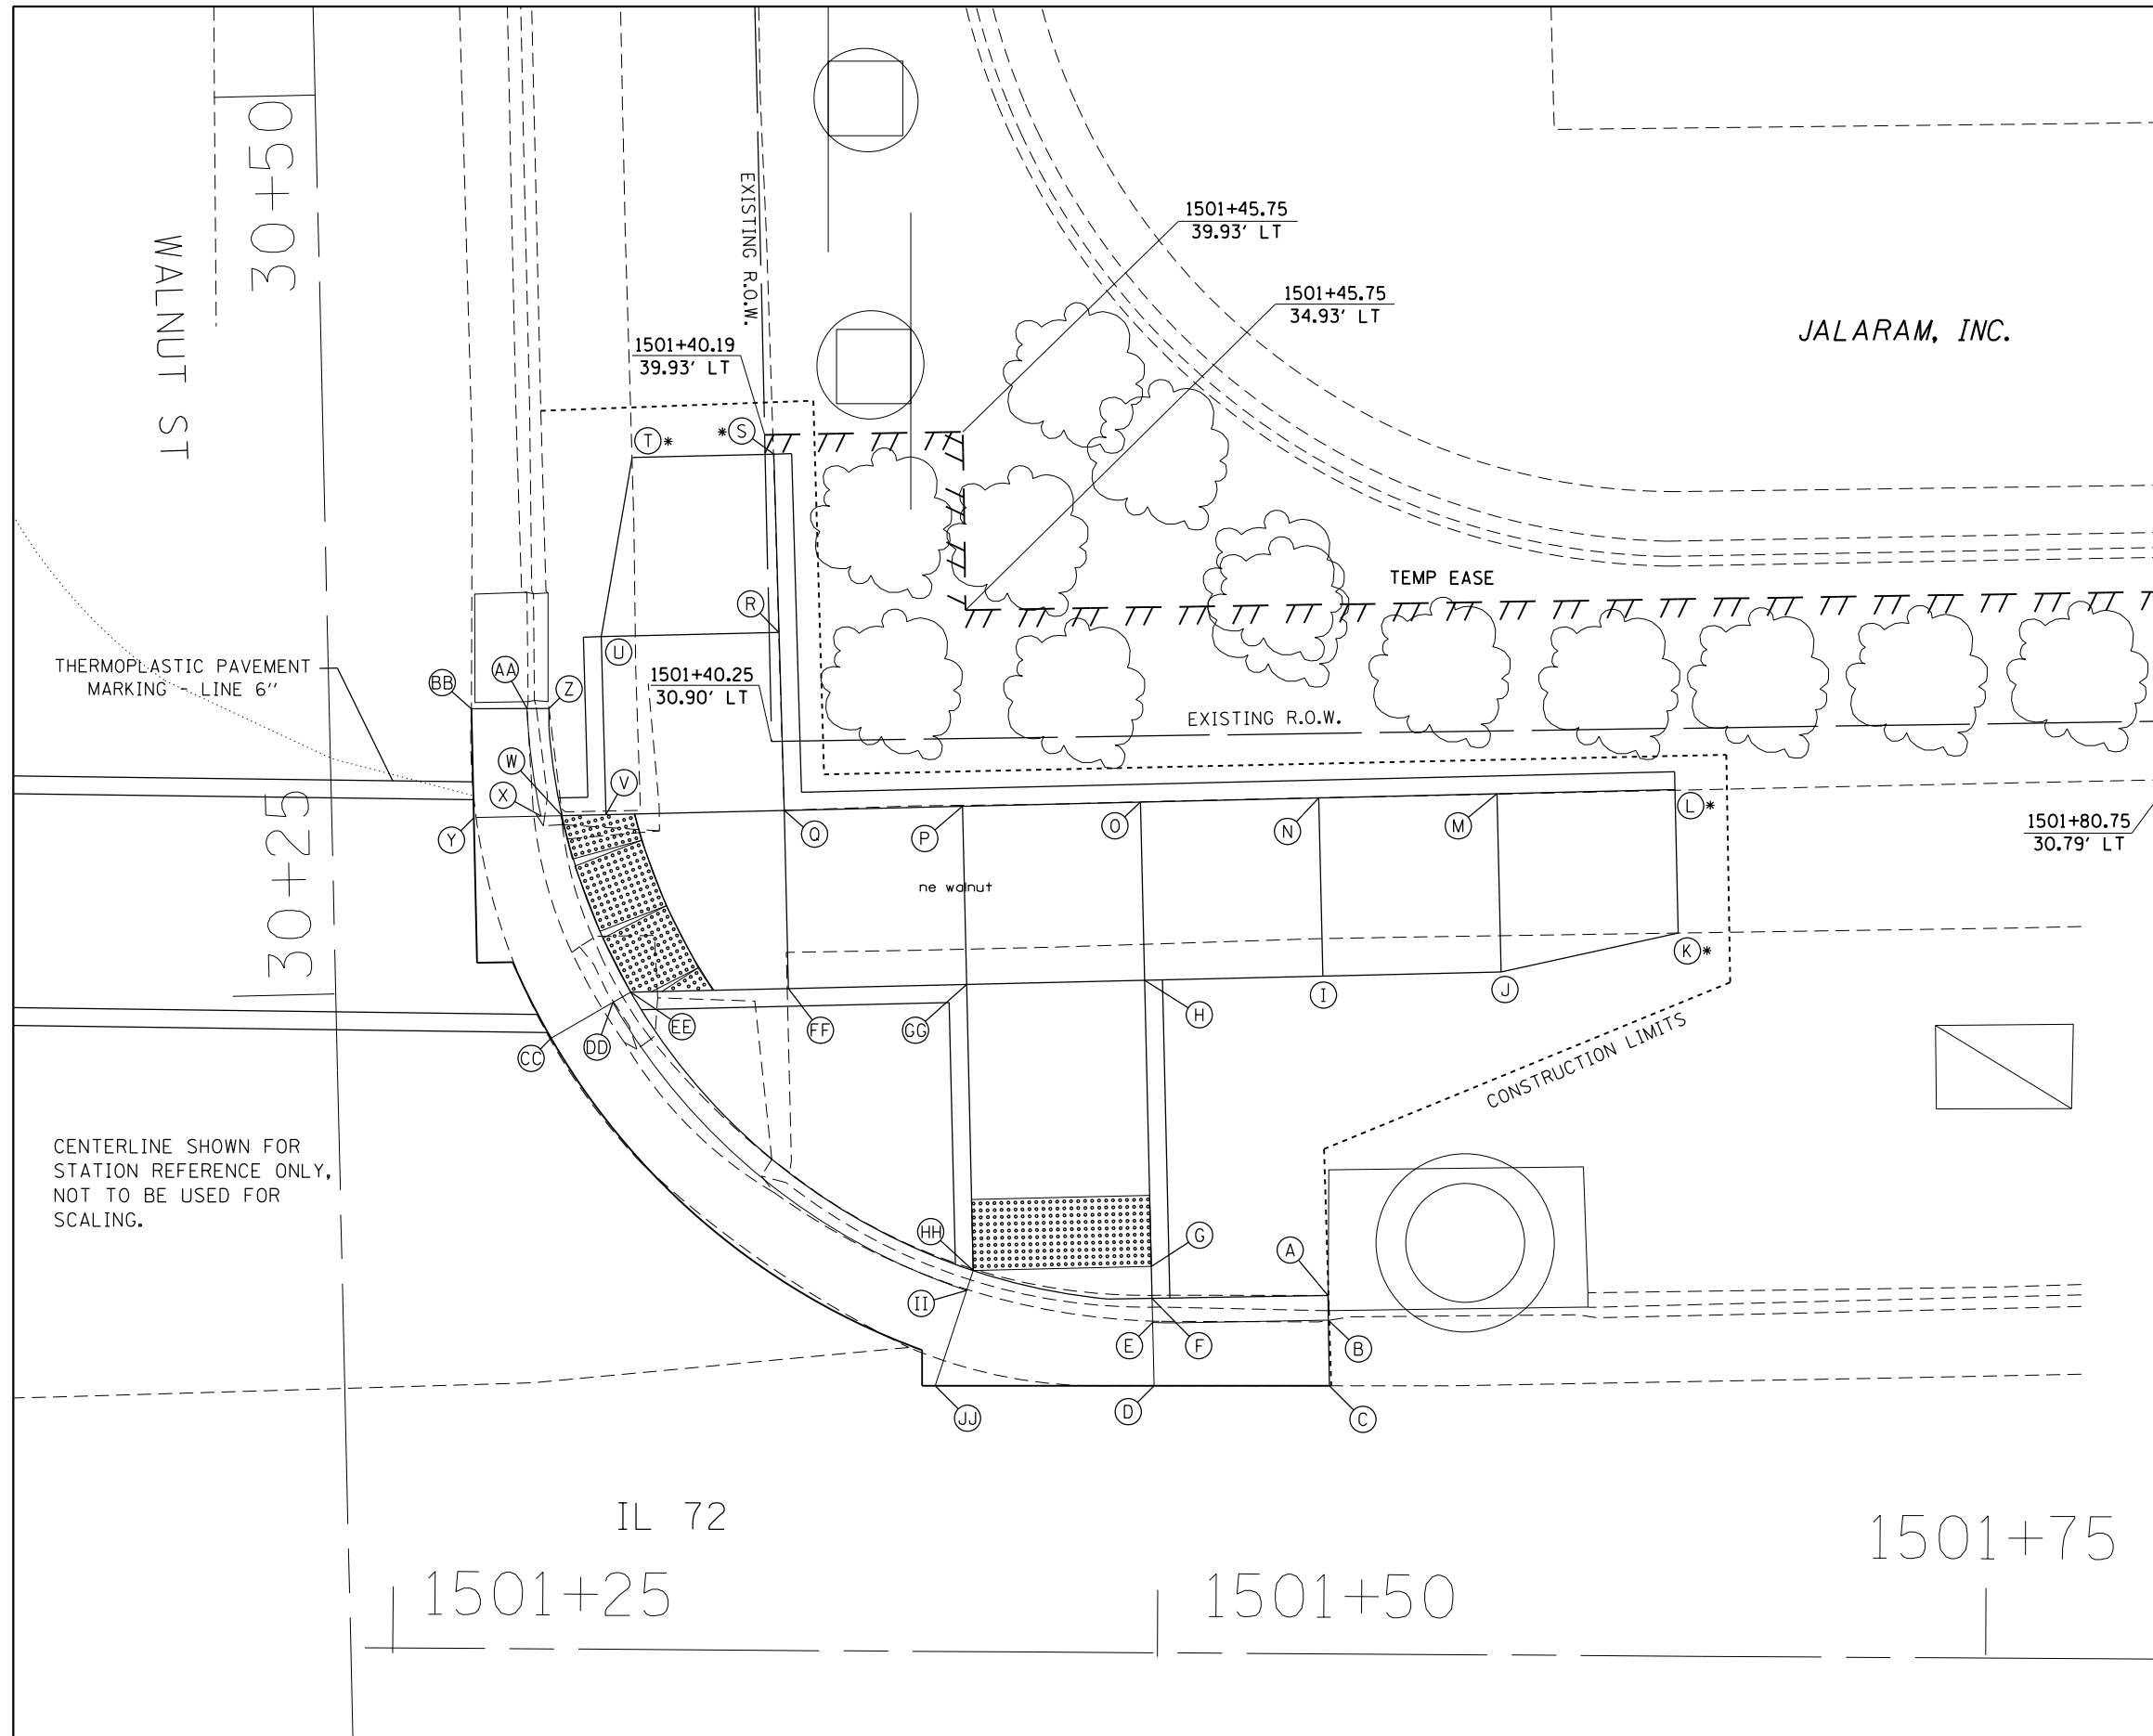 30+50
WALNUT ST
EXISTING R.O.W.
1501+45.75
39.93' LT
1501+45.75
34.93' LT
JALARAM, INC.
1501+40.19
39.93' LT
T*
*S
TEMP EASE
R
U
THERMOPLASTIC PAVEMENT
MARKING - LINE 6''
BB
AA
Z
1501+40.25
30.90' LT
EXISTING R.O.W.
W
V
X
Y
30+25
Q
P
O
N
M
L*
1501+80.75
30.79' LT
ne walnut
K*
J
I
H
GG
FF
EE
DD
CC
CONSTRUCTION LIMITS
CENTERLINE SHOWN FOR
STATION REFERENCE ONLY,
NOT TO BE USED FOR
SCALING.
HH
G
A
II
E
F
B
JJ
D
C
IL 72
1501+25
1501+50
1501+75